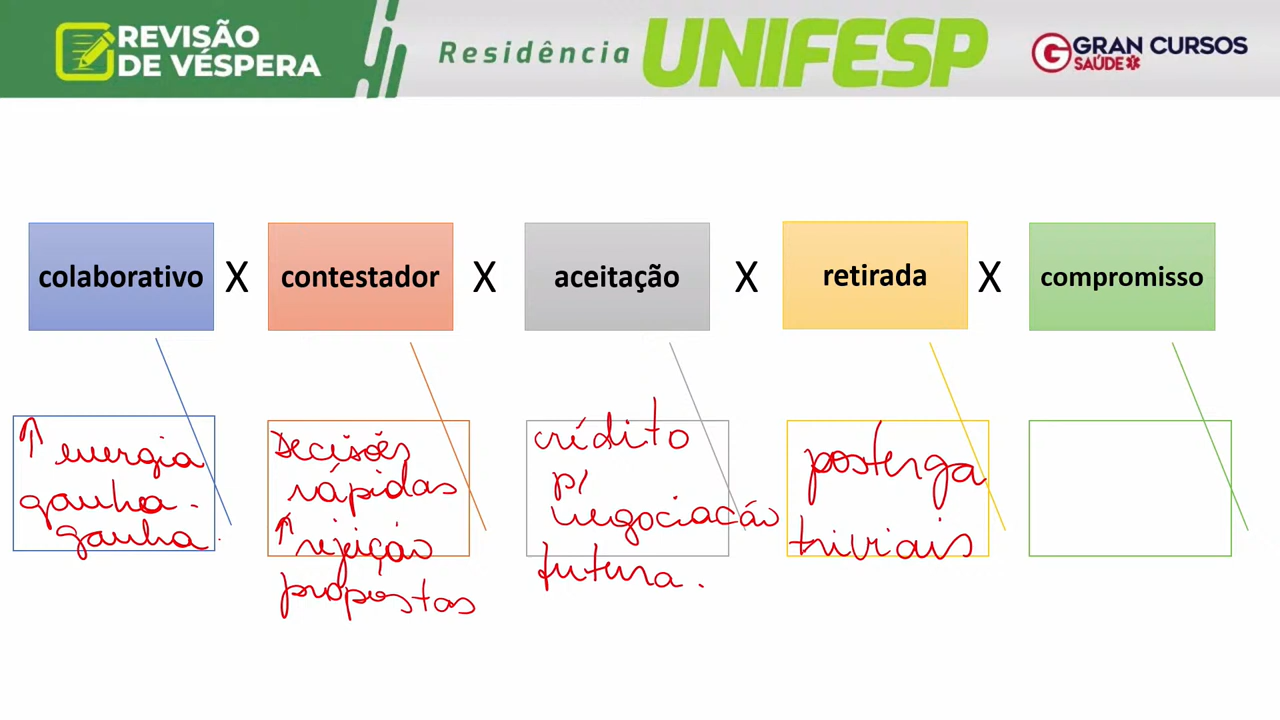 REVISÃO
DE VÉSPERA
Residência UNIFESP
GRAN CURSOS
SAÚDE
colaborativo X contestador X aceitação X retirada X compromisso
↑ energia
ganha-
ganha.
Decisões
rápidas
↑ rejeição
propostas
crédito
p/
negociação
futura.
posterga
triviais